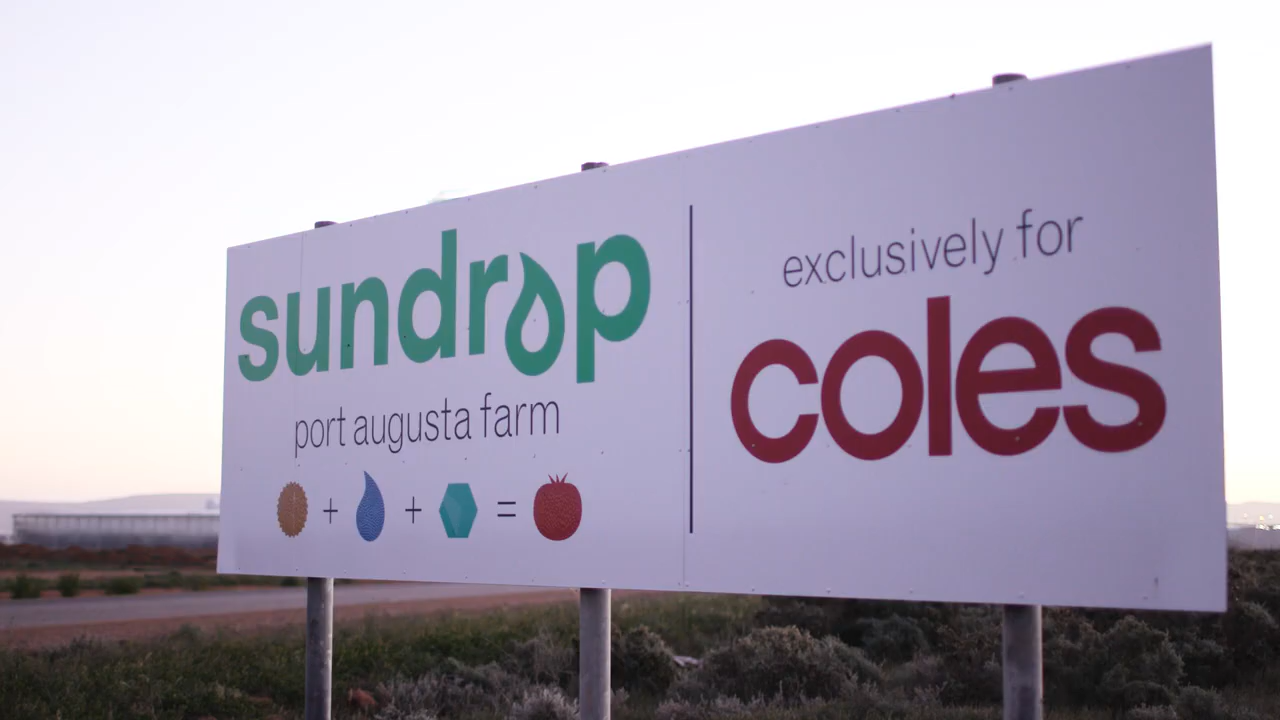 sundrop
port augusta farm
+ + =
exclusively for
coles